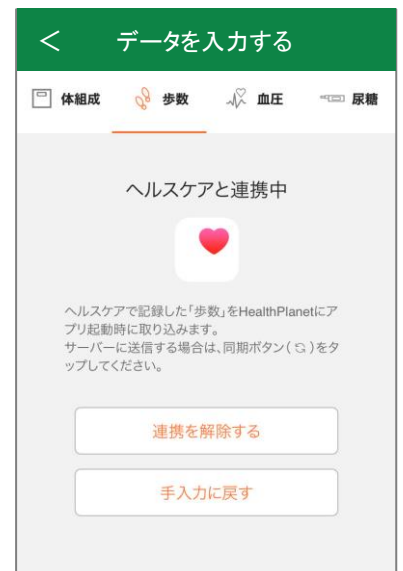 データを入力する
体組成 歩数 血圧 尿糖
ヘルスケアと連携中
ヘルスケアで記録した「歩数」をHealthPlanetにア
プリ起動時に取り込みます。
サーバーに送信する場合は、同期ボタン( )をタ
ップしてください。
連携を解除する
手入力に戻す